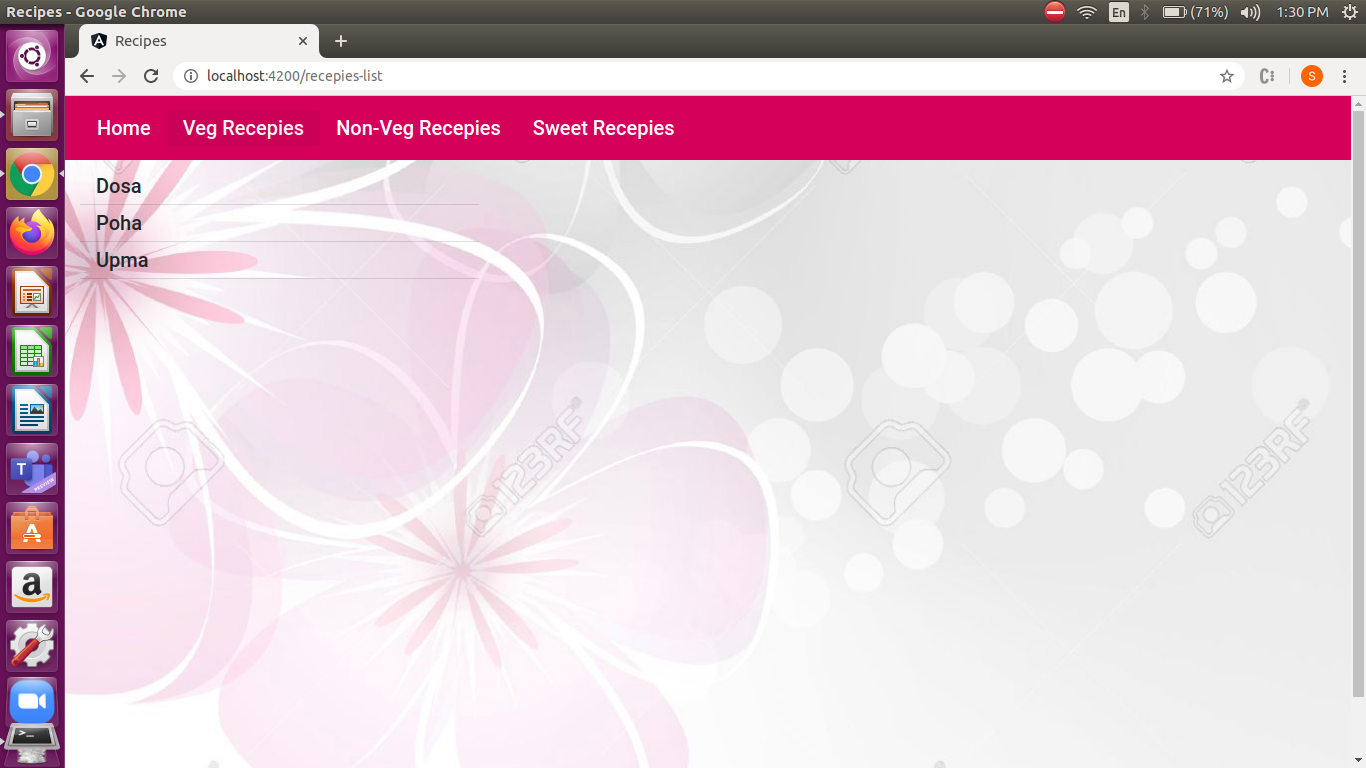 Recipes - Google Chrome
En
(71%)
1:30 PM
Recipes
localhost:4200/recepies-list
S
Home
Veg Recepies
Non-Veg Recepies
Sweet Recepies
Dosa
Poha
Upma
123RF
123RF
T
PREVIEW
A
a
>_